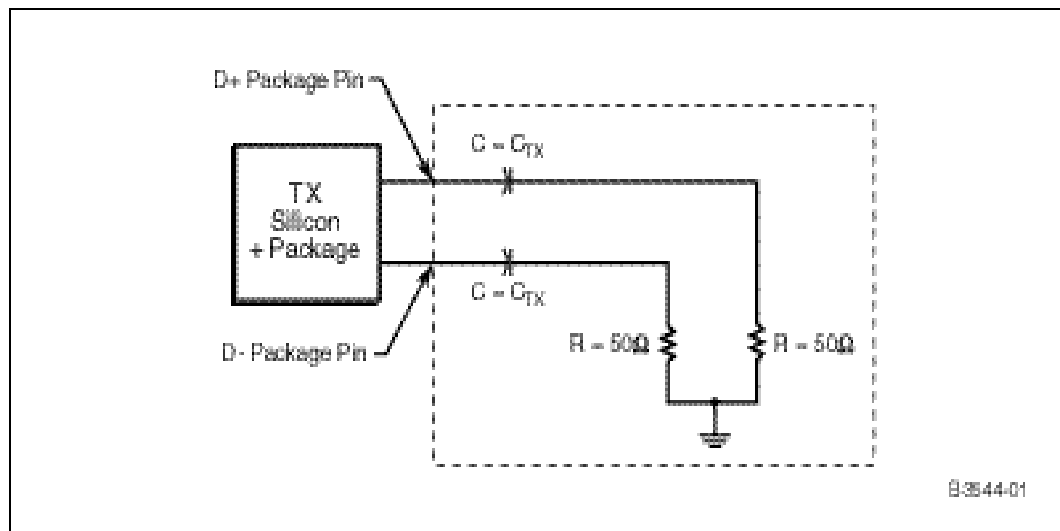 D+ Package Pin
C = CTX
TX
Silicon
+ Package
C = CTX
D- Package Pin
R = 50Ω
R = 50Ω
B-3544-01